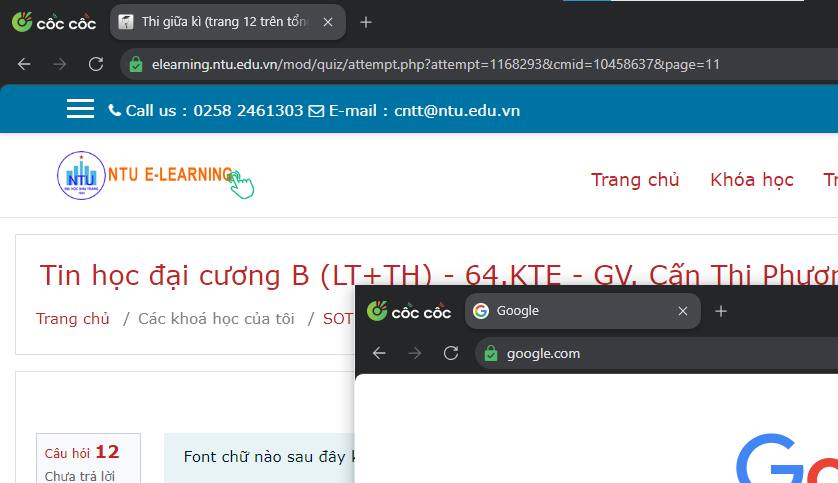 cốc cốc
Thi giữa kì (trang 12 trên tổn
elearning.ntu.edu.vn/mod/quiz/attempt.php?attempt=1168293&cmid=10458637&page=11
Call us : 0258 2461303 E-mail : cntt@ntu.edu.vn
NTU
NTU E-LEARNING
Trang chủ Khóa học Tr
Tin học đại cương B (LT+TH) - 64.KTE - GV. Cấn Thị Phươn
Trang chủ / Các khoá học của tôi / SOT
cốc cốc
Google
google.com
Câu hỏi 12
Chưa trả lời
Font chữ nào sau đây k
Go